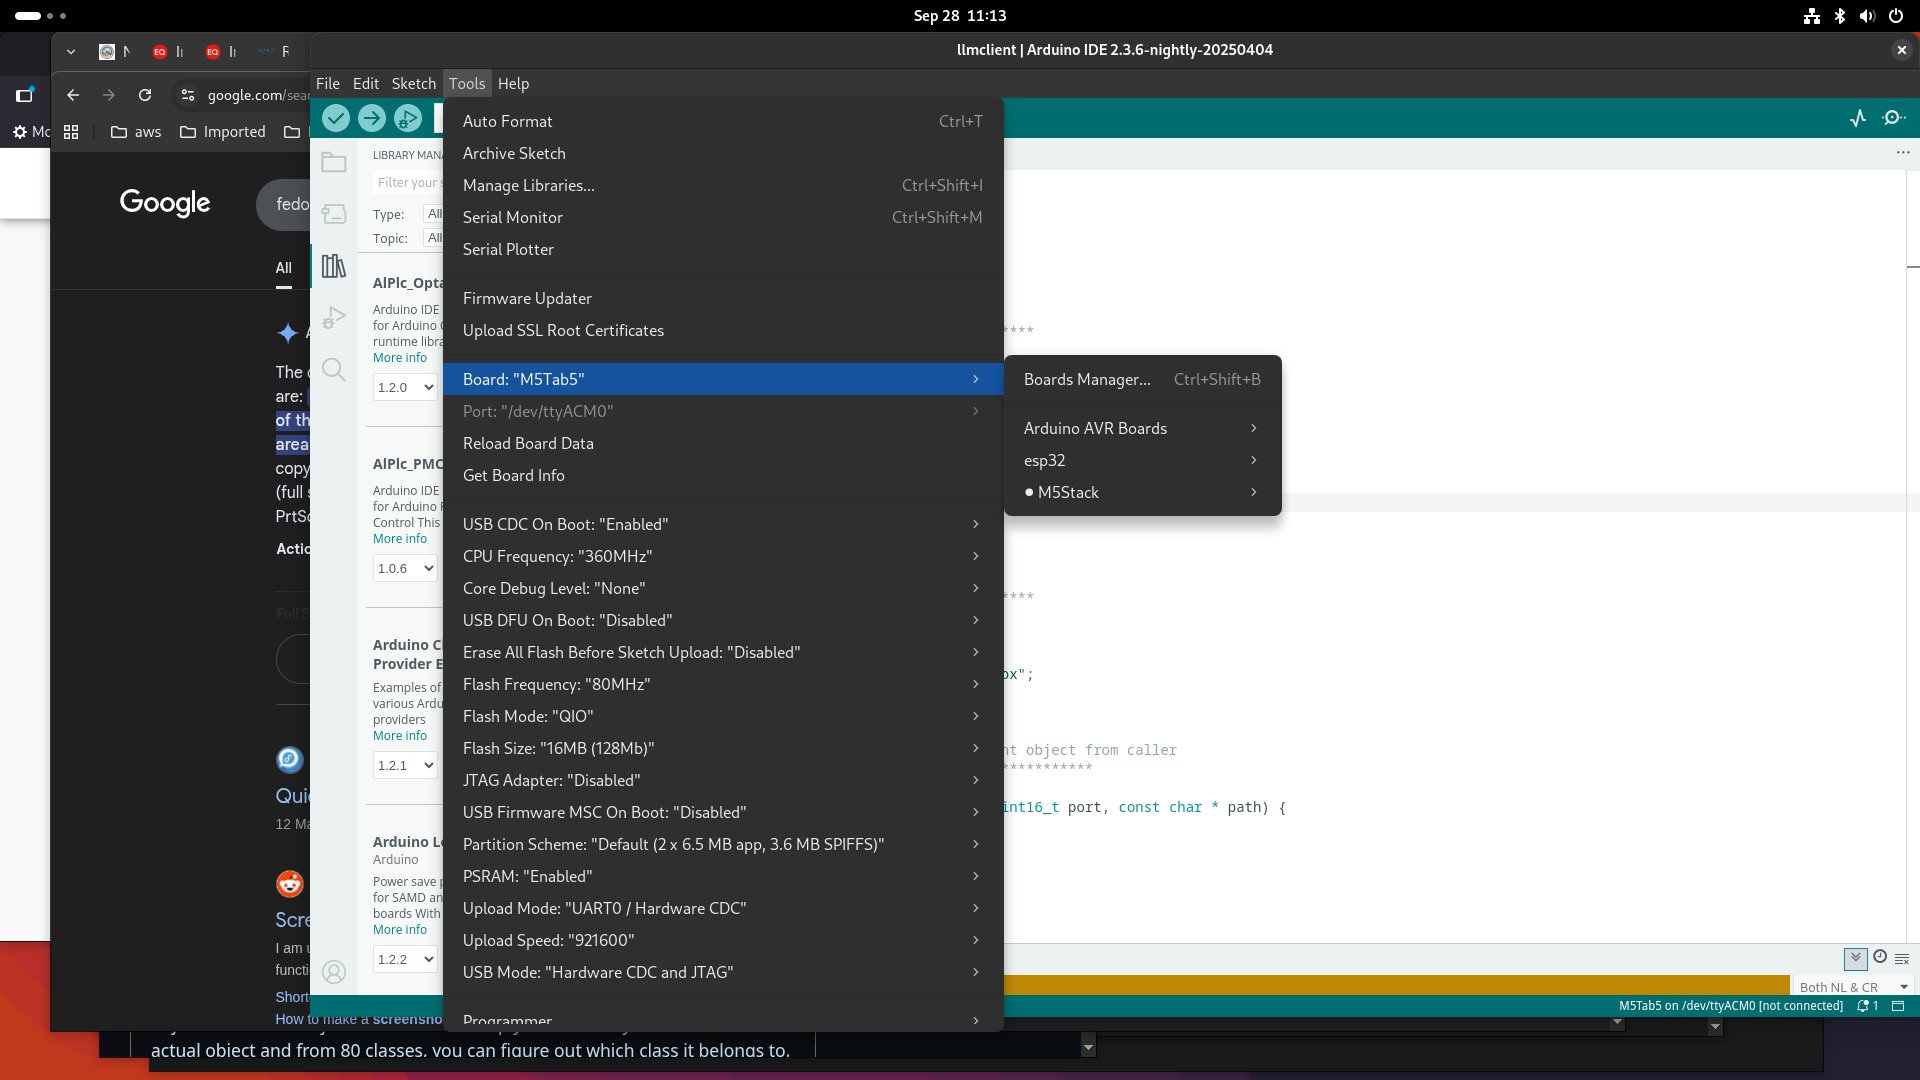 Sep 28 11:13
llmclient | Arduino IDE 2.3.6-nightly-20250404
google.com/sear
aws
Imported
Google
fedo
All
The
are:
of th
area
copy
(full
PrtSc
Actio
Full S
Quic
12 Ma
Scre
I am u
functi
Short
How to make a screensho
File Edit Sketch Tools Help
LIBRARY MAN
Filter your s
Type: All
Topic: All
AlPlc_Opta
Arduino IDE
for Arduino
runtime libra
More info
1.2.0
AlPlc_PMC
Arduino IDE
for Arduino
Control This
More info
1.0.6
Arduino Cl
Provider E
Examples of
various Ardu
providers
More info
1.2.1
Arduino Lo
Arduino
Power save
for SAMD an
boards With
More info
1.2.2
Auto Format Ctrl+T
Archive Sketch
Manage Libraries... Ctrl+Shift+I
Serial Monitor Ctrl+Shift+M
Serial Plotter
Firmware Updater
Upload SSL Root Certificates
Board: "M5Tab5"
Port: "/dev/ttyACM0"
Reload Board Data
Get Board Info
USB CDC On Boot: "Enabled"
CPU Frequency: "360MHz"
Core Debug Level: "None"
USB DFU On Boot: "Disabled"
Erase All Flash Before Sketch Upload: "Disabled"
Flash Frequency: "80MHz"
Flash Mode: "QIO"
Flash Size: "16MB (128Mb)"
JTAG Adapter: "Disabled"
USB Firmware MSC On Boot: "Disabled"
Partition Scheme: "Default (2 x 6.5 MB app, 3.6 MB SPIFFS)"
PSRAM: "Enabled"
Upload Mode: "UART0 / Hardware CDC"
Upload Speed: "921600"
USB Mode: "Hardware CDC and JTAG"
Programmer
Boards Manager... Ctrl+Shift+B
Arduino AVR Boards
esp32
● M5Stack
****
****
ox";
nt object from caller
***********
int16_t port, const char * path) {
Both NL & CR
M5Tab5 on /dev/ttyACM0 [not connected] 1
actual object and from 80 classes, you can figure out which class it belongs to.